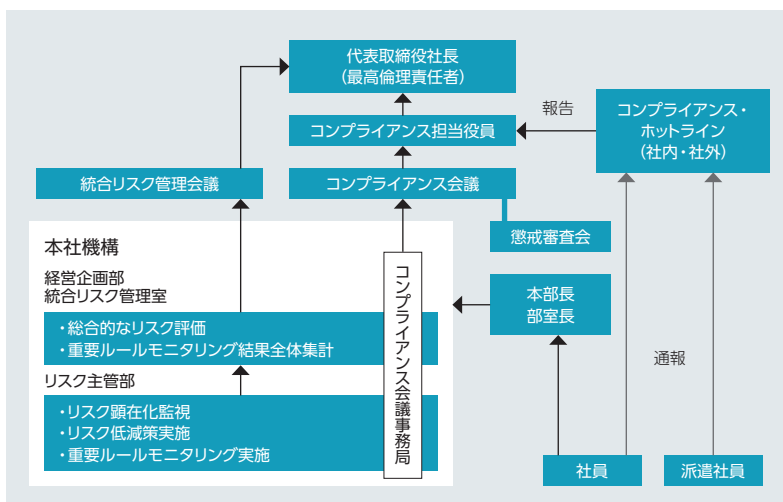 代表取締役社長
（最高倫理責任者）
報告
コンプライアンス担当役員
コンプライアンス・
ホットライン
（社内・社外）
統合リスク管理会議
コンプライアンス会議
懲戒審査会
本社機構
経営企画部
統合リスク管理室
・総合的なリスク評価
・重要ルールモニタリング結果全体集計
リスク主管部
・リスク顕在化監視
・リスク低減策実施
・重要ルールモニタリング実施
コンプライアンス会議事務局
本部長
部室長
通報
社員
派遣社員